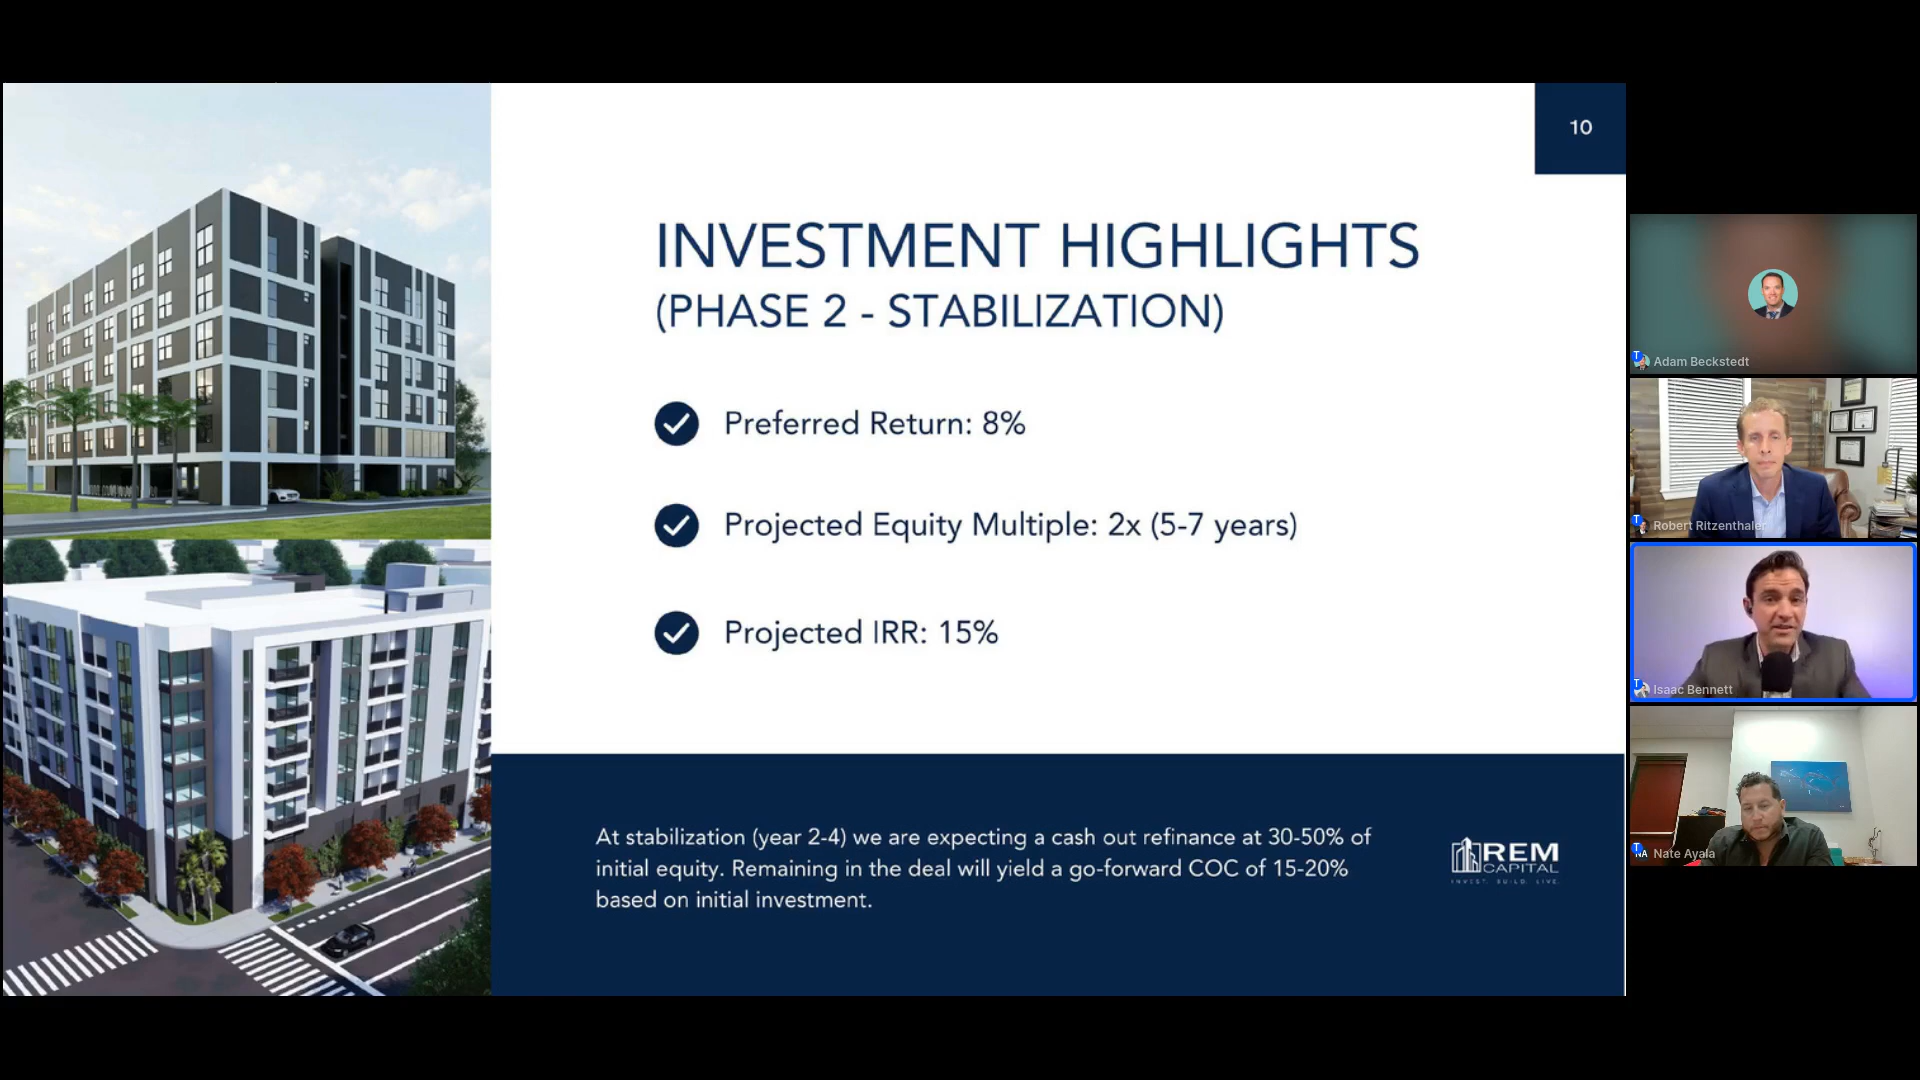 10
INVESTMENT HIGHLIGHTS
(PHASE 2 - STABILIZATION)
Preferred Return: 8%
Projected Equity Multiple: 2x (5-7 years)
Projected IRR: 15%
At stabilization (year 2-4) we are expecting a cash out refinance at 30-50% of
initial equity. Remaining in the deal will yield a go-forward COC of 15-20%
based on initial investment.
REM
CAPITAL
INVEST. BUILD. LIVE.
Adam Beckstedt
Robert Ritzenthaler
Isaac Bennett
NA Nate Ayala